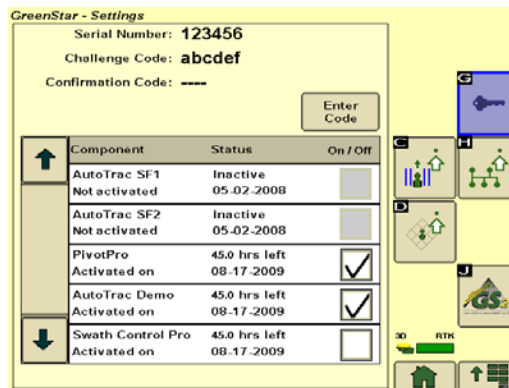 GreenStar - Settings
Serial Number: 123456
Challenge Code: abcdef
Confirmation Code: ----
Enter
Code
Component Status On / Off
AutoTrac SF1 Inactive
Not activated 05-02-2008
AutoTrac SF2 Inactive
Not activated 05-02-2008
PivotPro 45.0 hrs left
Activated on 08-17-2009
AutoTrac Demo 45.0 hrs left
Activated on 08-17-2009
Swath Control Pro 45.0 hrs left
Activated on 08-17-2009
G
C H
D
J
GS2
3D RTK